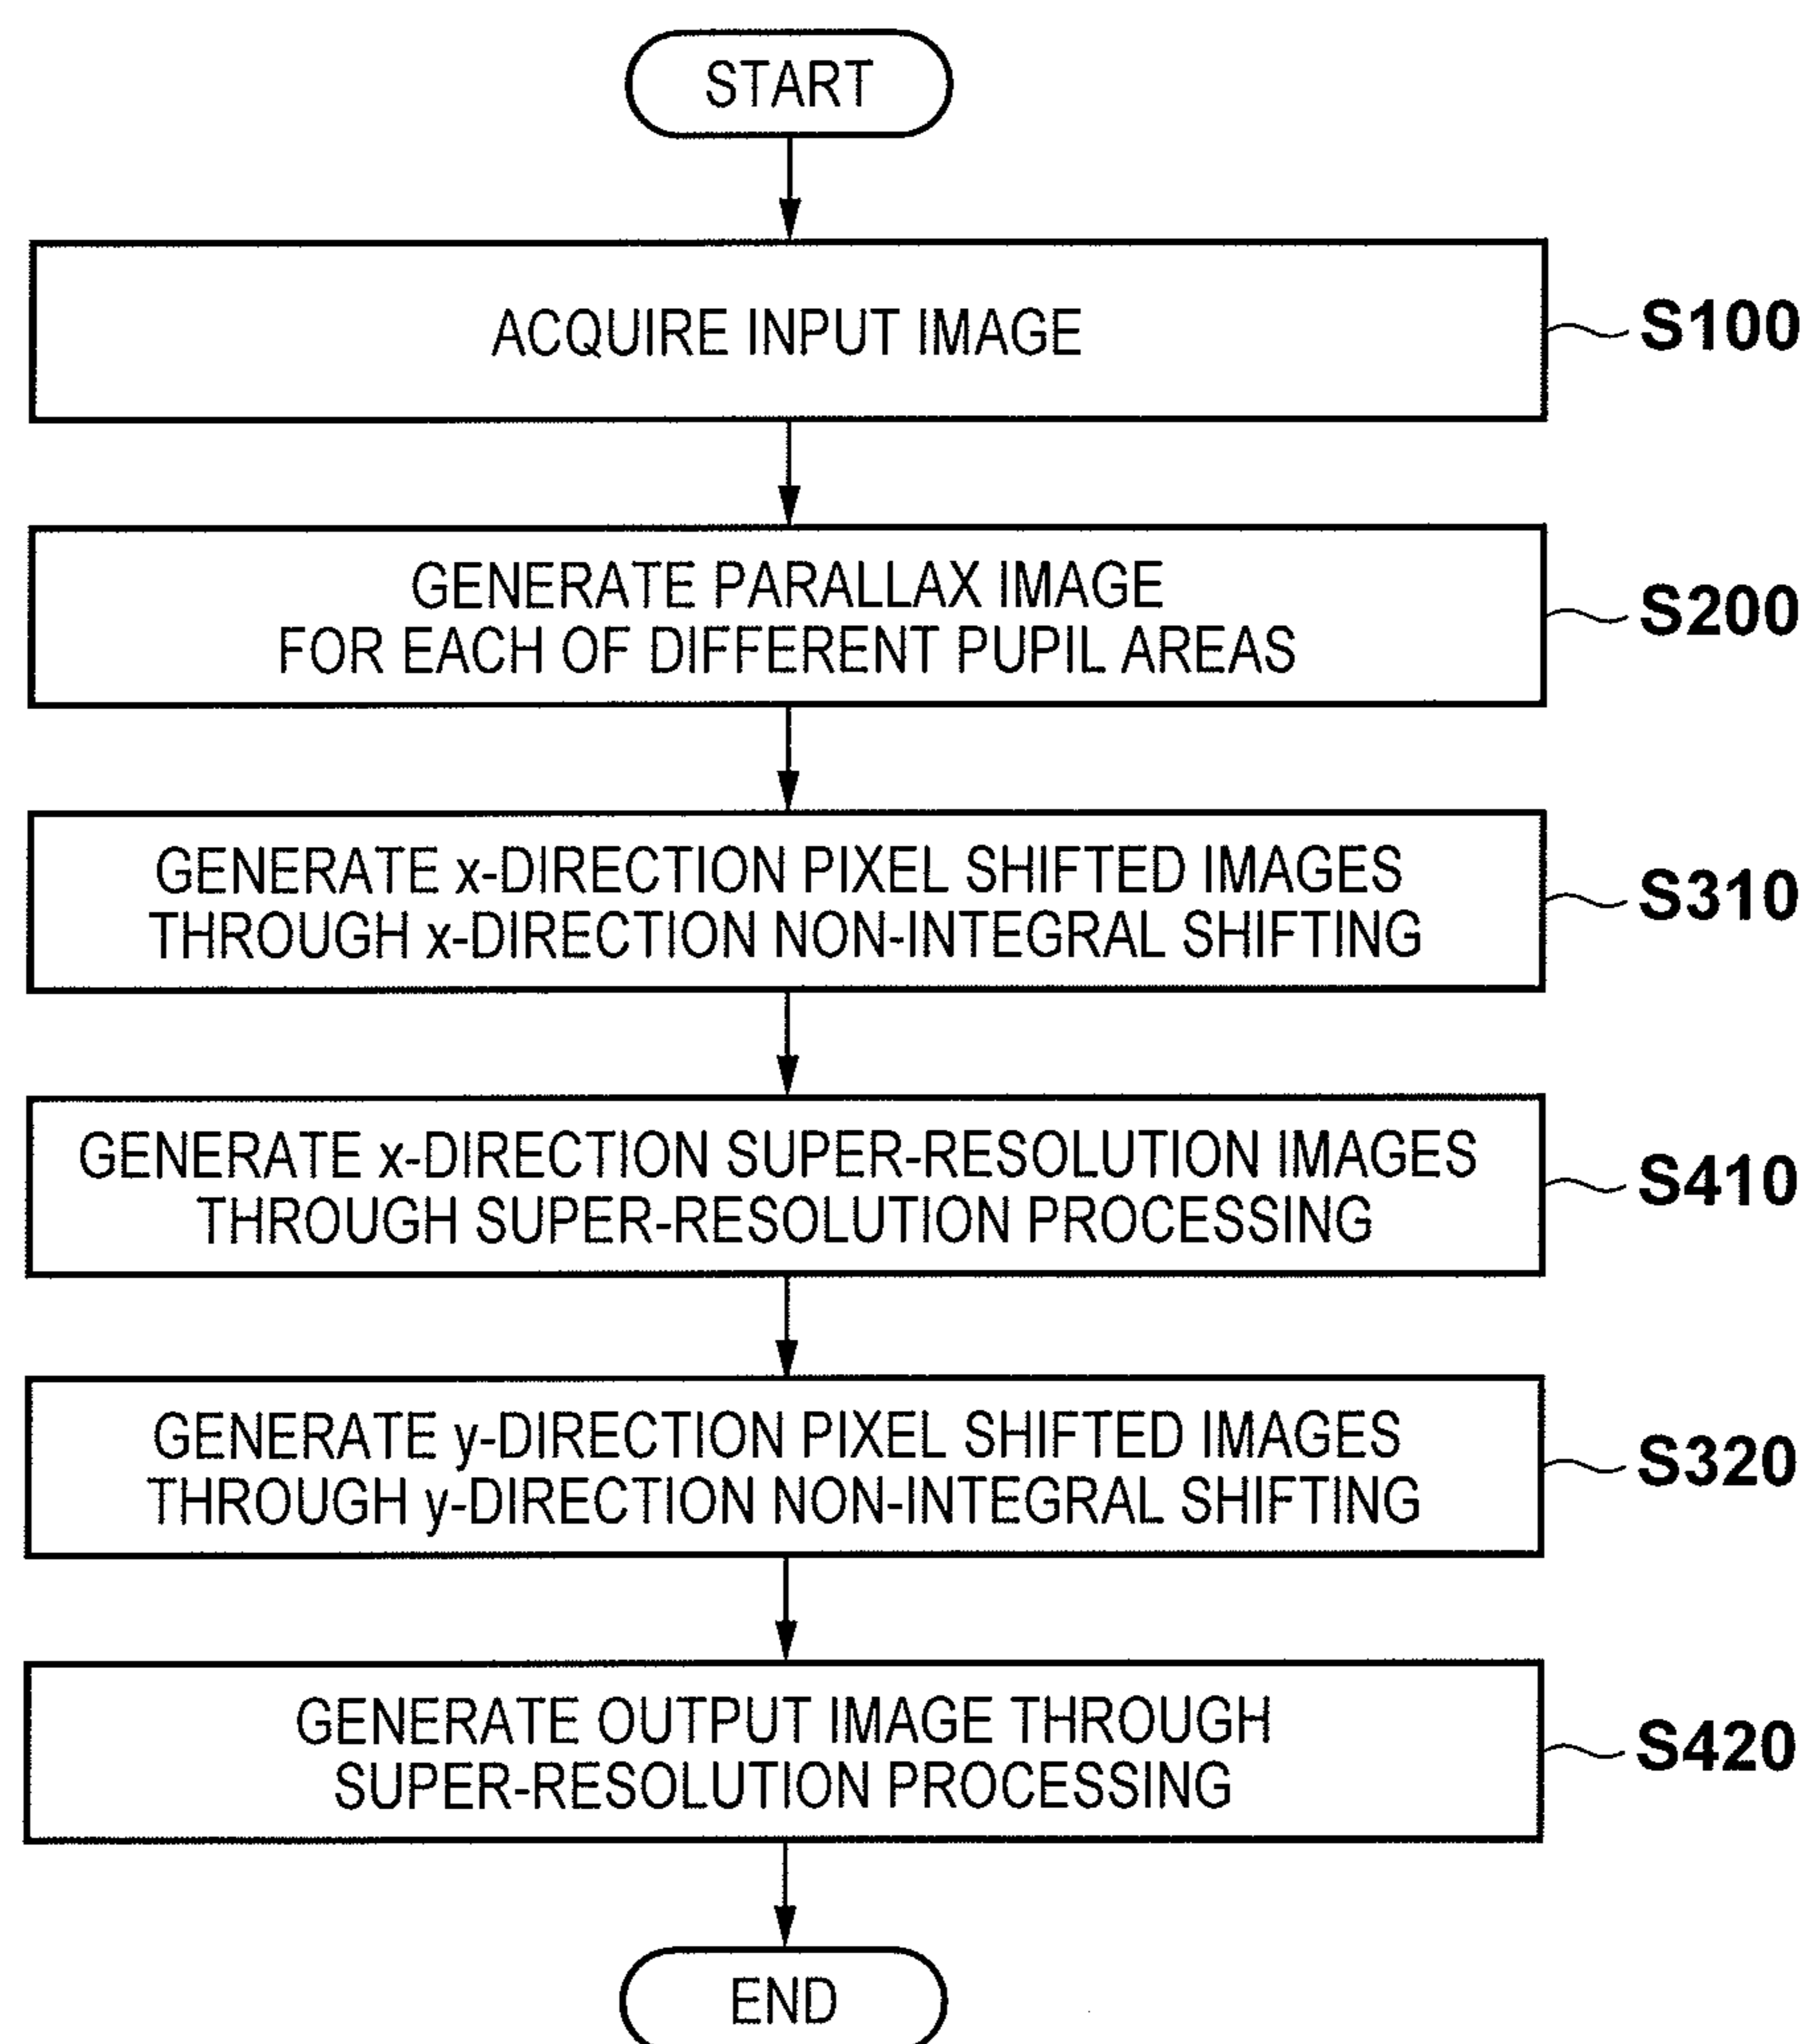 START
ACQUIRE INPUT IMAGE
S100
GENERATE PARALLAX IMAGE
FOR EACH OF DIFFERENT PUPIL AREAS
S200
GENERATE x-DIRECTION PIXEL SHIFTED IMAGES
THROUGH x-DIRECTION NON-INTEGRAL SHIFTING
S310
GENERATE x-DIRECTION SUPER-RESOLUTION IMAGES
THROUGH SUPER-RESOLUTION PROCESSING
S410
GENERATE y-DIRECTION PIXEL SHIFTED IMAGES
THROUGH y-DIRECTION NON-INTEGRAL SHIFTING
S320
GENERATE OUTPUT IMAGE THROUGH
SUPER-RESOLUTION PROCESSING
S420
END